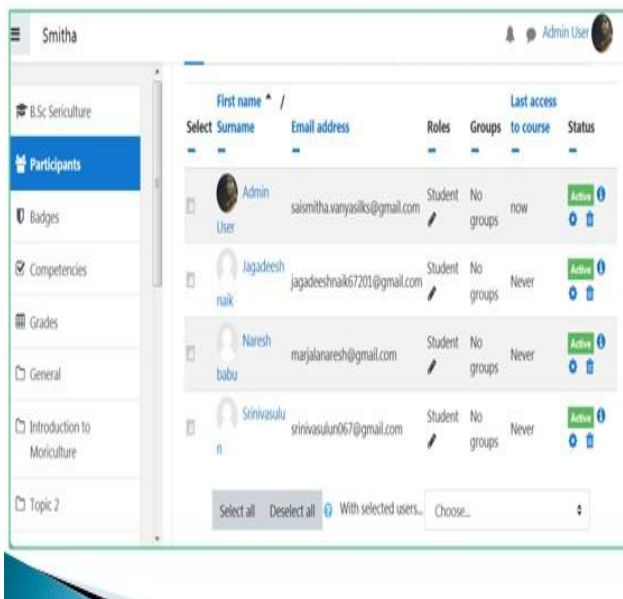 Smitha
Admin User
B.Sc Sericulture
Participants
Badges
Competencies
Grades
General
Introduction to
Moriculture
Topic 2
First name /
Last access
Select Surname Email address Roles Groups to course Status
Admin
User
saismitha.vanyasilks@gmail.com
Student
No
groups
now
Active
Jagadeesh
naik
jagadeeshnaik67201@gmail.com
Student
No
groups
Never
Active
Naresh
babu
marjalanaresh@gmail.com
Student
No
groups
Never
Active
Srinivasulu
n
srinivasulun067@gmail.com
Student
No
groups
Never
Active
Select all Deselect all With selected users... Choose...